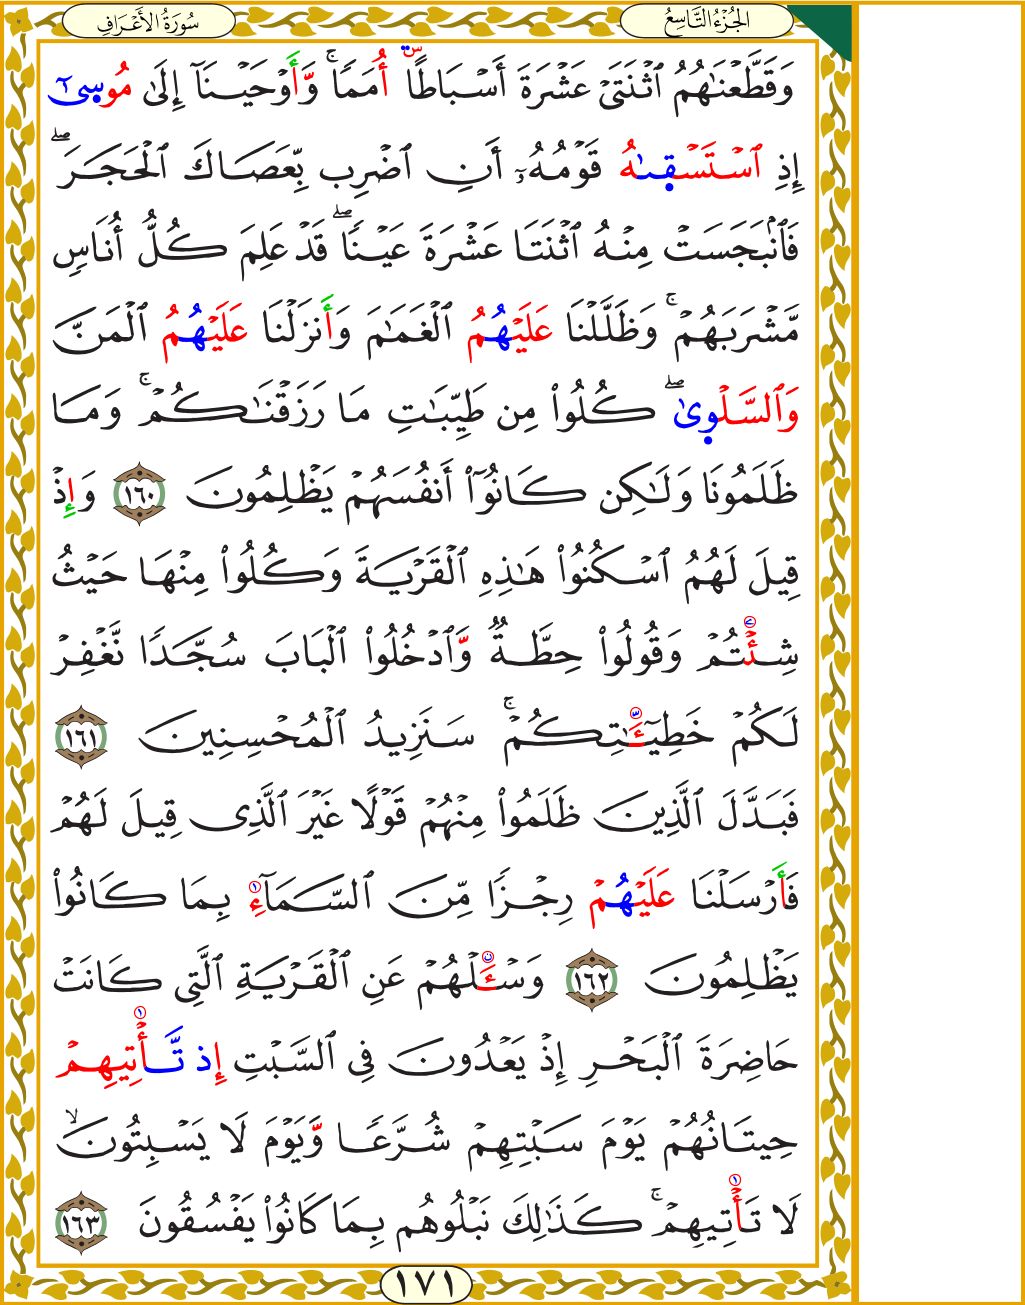 الجُزْءُ التَّاسِعُ
سُورَةُ الأَعْرَافِ
وَقَطَّعْنَٰهُمُ ٱثْنَتَىْ عَشْرَةَ أَسْبَاطًا أُمَمًاۚ وَّأَوْحَيْنَآ إِلَىٰ مُوسِىٰٓ
إِذِ ٱسْتَسْقِىٰهُ قَوْمُهُۥٓ أَنِ ٱضْرِب بِّعَصَاكَ ٱلْحَجَرَۖ
فَٱنۢبَجَسَتْ مِنْهُ ٱثْنَتَا عَشْرَةَ عَيْنًاۖ قَدْ عَلِمَ كُلُّ أُنَاسٍ
مَّشْرَبَهُمْۚ وَظَلَّلْنَا عَلَيْهُمُ ٱلْغَمَٰمَ وَأَنزَلْنَا عَلَيْهُمُ ٱلْمَنَّ
وَٱلسَّلْوِىٰۖ كُلُوا۟ مِن طَيِّبَٰتِ مَا رَزَقْنَٰكُمْۚ وَمَا
ظَلَمُونَا وَلَٰكِن كَانُوٓا۟ أَنفُسَهُمْ يَظْلِمُونَ ١٦٠ وَإِذْ
قِيلَ لَهُمُ ٱسْكُنُوا۟ هَٰذِهِ ٱلْقَرْيَةَ وَكُلُوا۟ مِنْهَا حَيْثُ
شِئْتُمْ وَقُولُوا۟ حِطَّةٌ وَّٱدْخُلُوا۟ ٱلْبَابَ سُجَّدًا نَّغْفِرْ
لَكُمْ خَطِيٓـَٰٔتِكُمْۚ سَنَزِيدُ ٱلْمُحْسِنِينَ ١٦١
فَبَدَّلَ ٱلَّذِينَ ظَلَمُوا۟ مِنْهُمْ قَوْلًا غَيْرَ ٱلَّذِى قِيلَ لَهُمْ
فَأَرْسَلْنَا عَلَيْهُمْ رِجْزًا مِّنَ ٱلسَّمَآءِ بِمَا كَانُوا۟
يَظْلِمُونَ ١٦٢ وَسْـَٔلْهُمْ عَنِ ٱلْقَرْيَةِ ٱلَّتِى كَانَتْ
حَاضِرَةَ ٱلْبَحْرِ إِذْ يَعْدُونَ فِى ٱلسَّبْتِ إِذ تَّأْتِيهِمْ
حِيتَانُهُمْ يَوْمَ سَبْتِهِمْ شُرَّعًا وَّيَوْمَ لَا يَسْبِتُونَۙ
لَا تَأْتِيهِمْۚ كَذَٰلِكَ نَبْلُوهُم بِمَا كَانُوا۟ يَفْسُقُونَ ١٦٣
١٧١